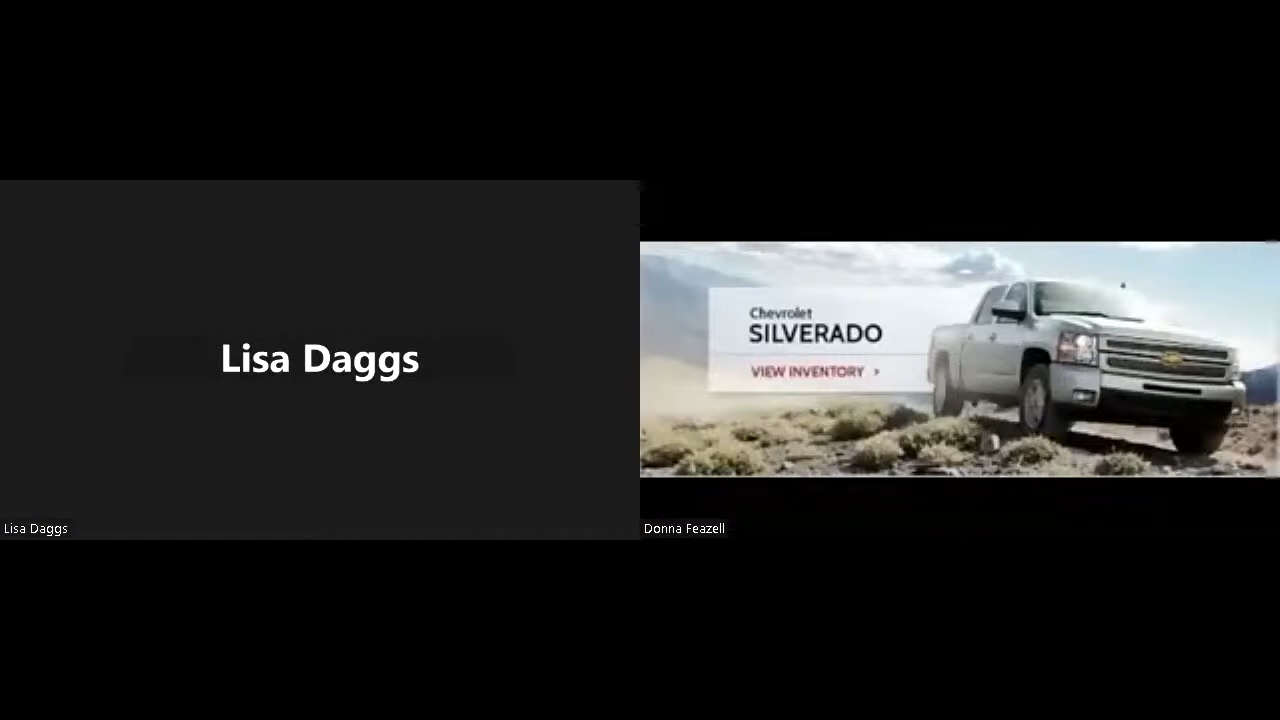 Lisa Daggs
Lisa Daggs
Chevrolet
SILVERADO
VIEW INVENTORY ›
Donna Feazell